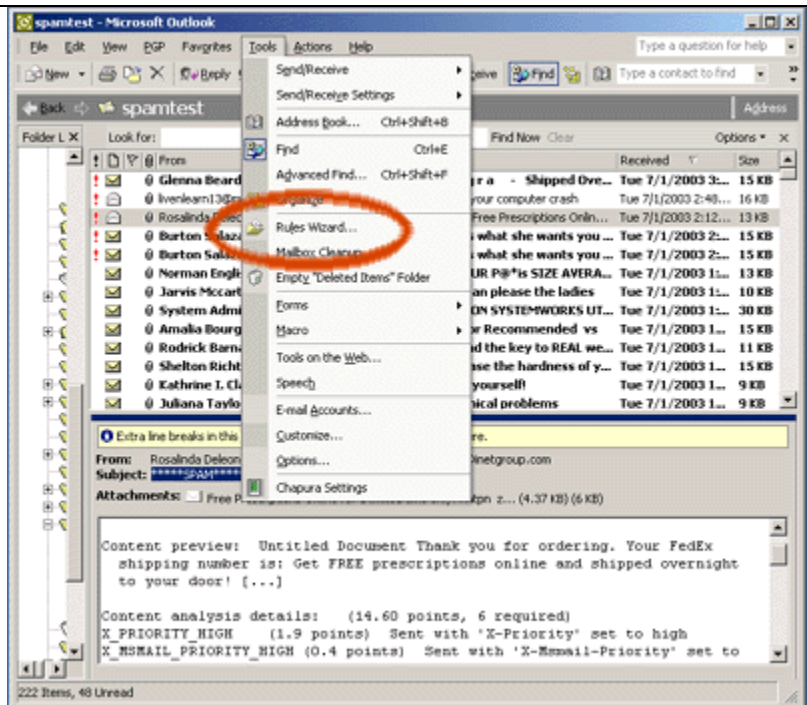 spamtest - Microsoft Outlook
File Edit View PGP Favorites Tools Actions Help Type a question for help
New Reply Find Type a contact to find
Back spamtest Address
Folder L X Look for: Find Now Clear Options X
! From Received Size
Glenna Beard g r a - Shipped Ove... Tue 7/1/2003 3:... 15 KB
your computer crash Tue 7/1/2003 2:48... 16 KB
Rosalinda Free Prescriptions Onlin... Tue 7/1/2003 2:12... 13 KB
Burton Salaza what she wants you ... Tue 7/1/2003 2:... 15 KB
Burton Salaz what she wants you ... Tue 7/1/2003 2:... 15 KB
Norman Englis UR P@*is SIZE AVERA... Tue 7/1/2003 1:... 13 KB
Jarvis Mccart an please the ladies Tue 7/1/2003 1:... 10 KB
System Admi ON SYSTEMWORKS UT... Tue 7/1/2003 1:... 30 KB
Amalia Bourg or Recommended vs Tue 7/1/2003 1... 15 KB
Rodrick Barna d the key to REAL we... Tue 7/1/2003 1... 11 KB
Shelton Richt se the hardness of y... Tue 7/1/2003 1... 15 KB
Kathrine I. Cl yourself! Tue 7/1/2003 1... 9 KB
Juliana Taylo ical problems Tue 7/1/2003 1... 9 KB
Send/Receive
Send/Receive Settings
Address Book... Ctrl+Shift+B
Find Ctrl+E
Advanced Find... Ctrl+Shift+F
Organize
Rules Wizard...
Mailbox Cleanup
Empty "Deleted Items" Folder
Forms
Macro
Tools on the Web...
Speech
E-mail Accounts...
Customize...
Options...
Chapura Settings
Extra line breaks in this re.
From: Rosalinda Deleon inetgroup.com
Subject: *****SPAM****
Attachments: Free P z... (4.37 KB) (6 KB)
Content preview: Untitled Document Thank you for ordering. Your FedEx
shipping number is: Get FREE prescriptions online and shipped overnight
to your door! [...]
Content analysis details: (14.60 points, 6 required)
X_PRIORITY_HIGH (1.9 points) Sent with 'X-Priority' set to high
X_MSMAIL_PRIORITY_HIGH (0.4 points) Sent with 'X-Msmail-Priority' set to
222 Items, 48 Unread